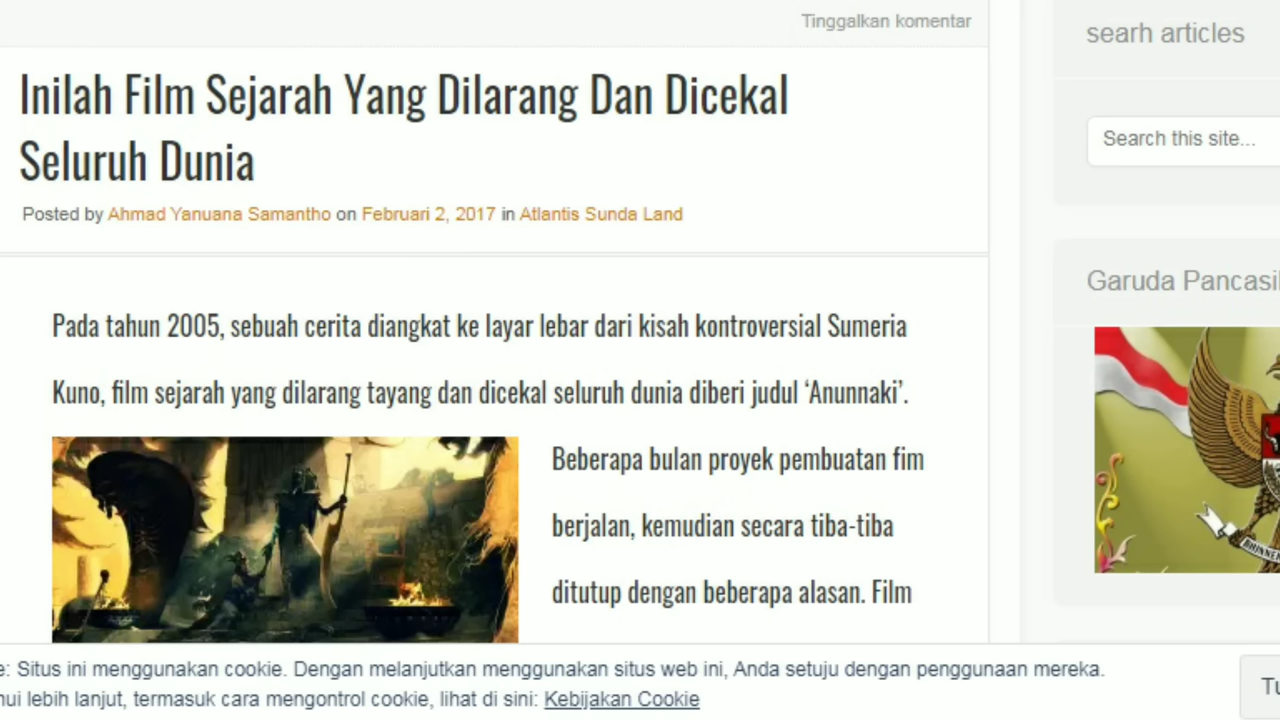 Tinggalkan komentar
searh articles
Inilah Film Sejarah Yang Dilarang Dan Dicekal
Seluruh Dunia
Search this site...
Posted by Ahmad Yanuana Samantho on Februari 2, 2017 in Atlantis Sunda Land
Garuda Pancasil
Pada tahun 2005, sebuah cerita diangkat ke layar lebar dari kisah kontroversial Sumeria
Kuno, film sejarah yang dilarang tayang dan dicekal seluruh dunia diberi judul ‘Anunnaki’.
Beberapa bulan proyek pembuatan fim
berjalan, kemudian secara tiba-tiba
ditutup dengan beberapa alasan. Film
e: Situs ini menggunakan cookie. Dengan melanjutkan menggunakan situs web ini, Anda setuju dengan penggunaan mereka.
hui lebih lanjut, termasuk cara mengontrol cookie, lihat di sini: Kebijakan Cookie
Tu